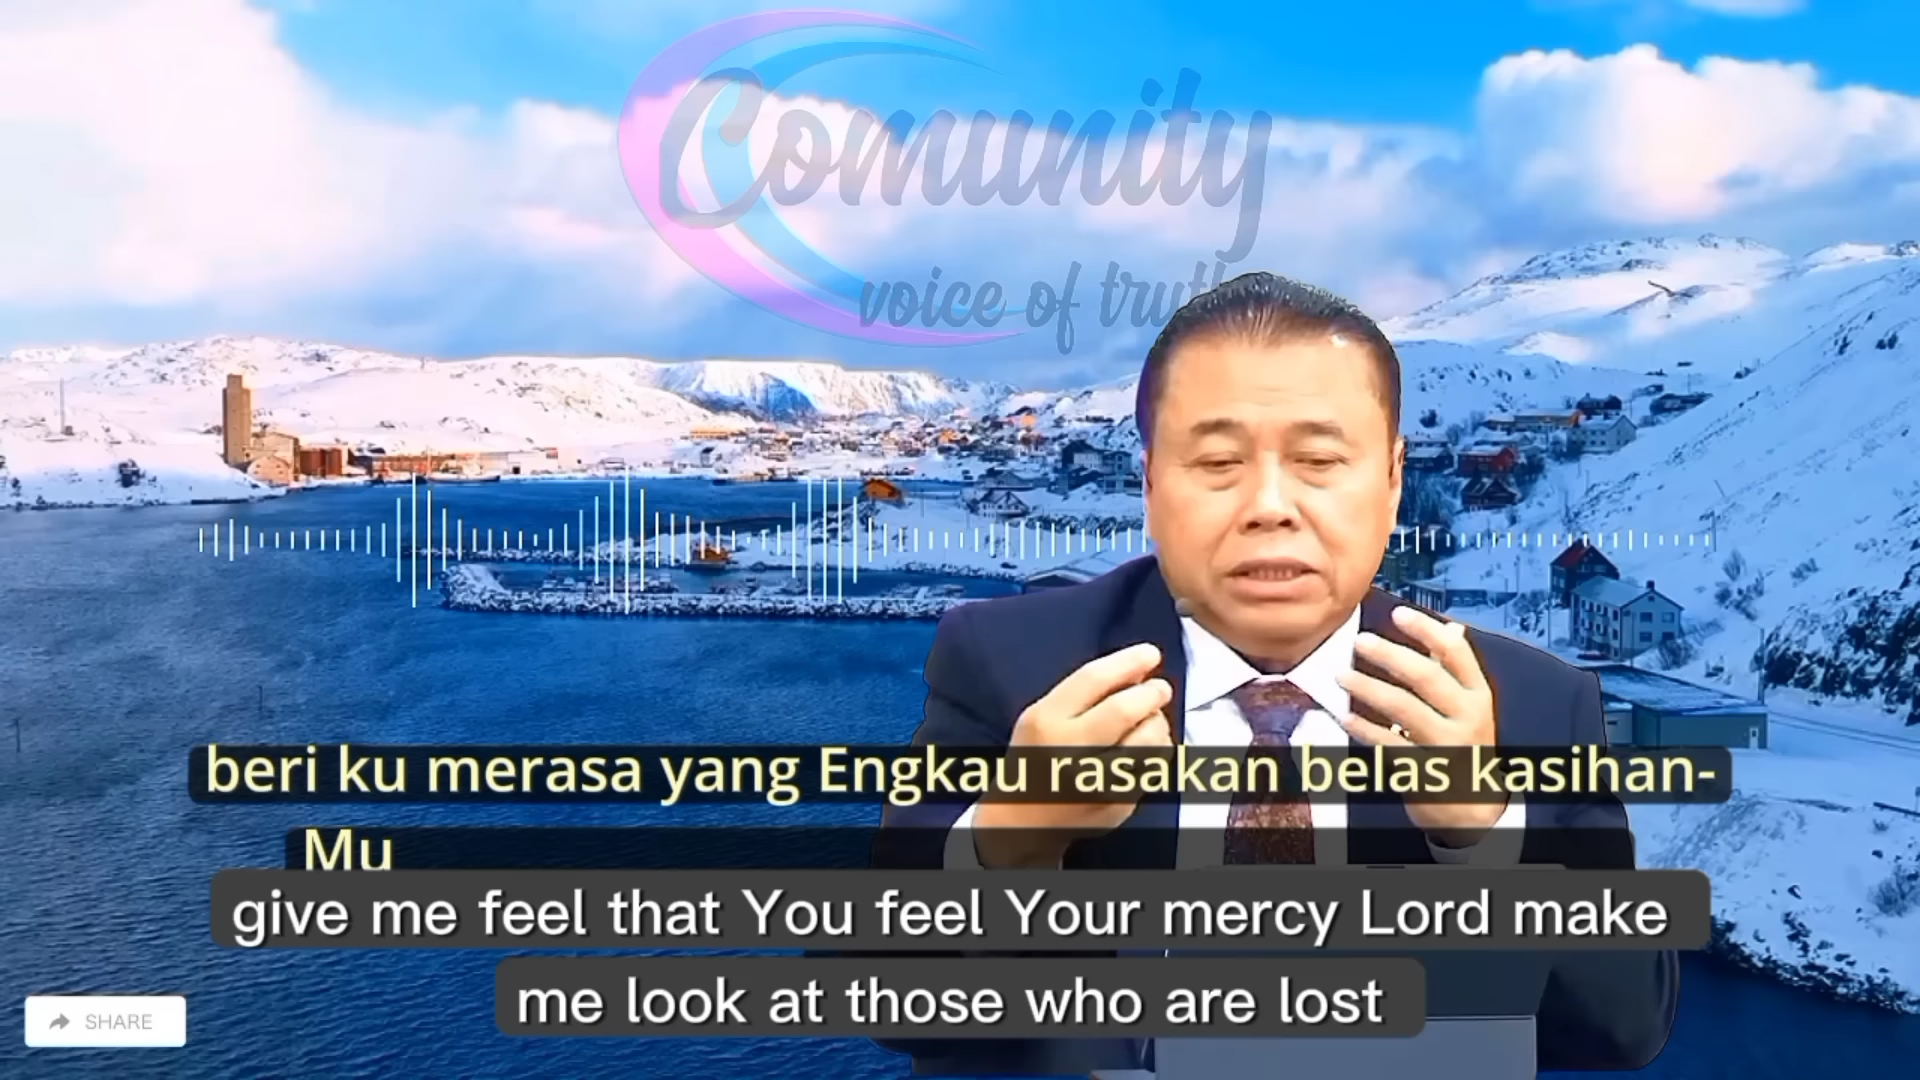 Comunity
voice of truth
beri ku merasa yang Engkau rasakan belas kasihan-
Mu
give me feel that You feel Your mercy Lord make
me look at those who are lost
SHARE